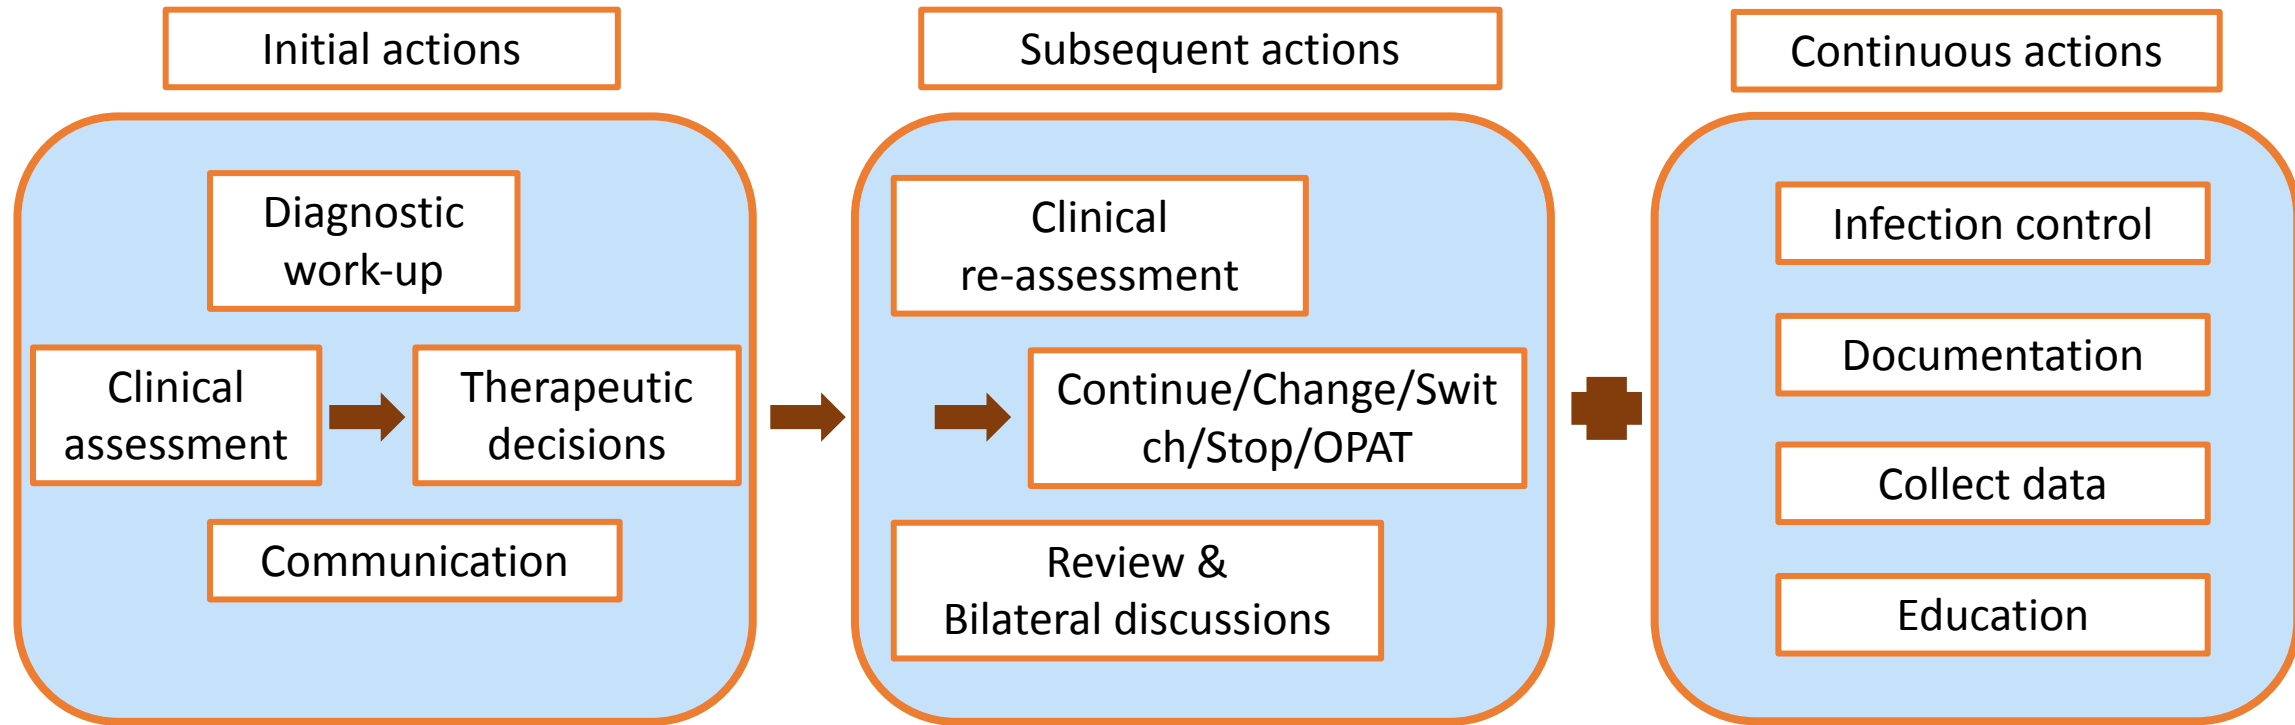 Initial actions
Diagnostic
work-up
Clinical
assessment
Therapeutic
decisions
Communication
Subsequent actions
Clinical
re-assessment
Continue/Change/Swit
ch/Stop/OPAT
Review &
Bilateral discussions
Continuous actions
Infection control
Documentation
Collect data
Education